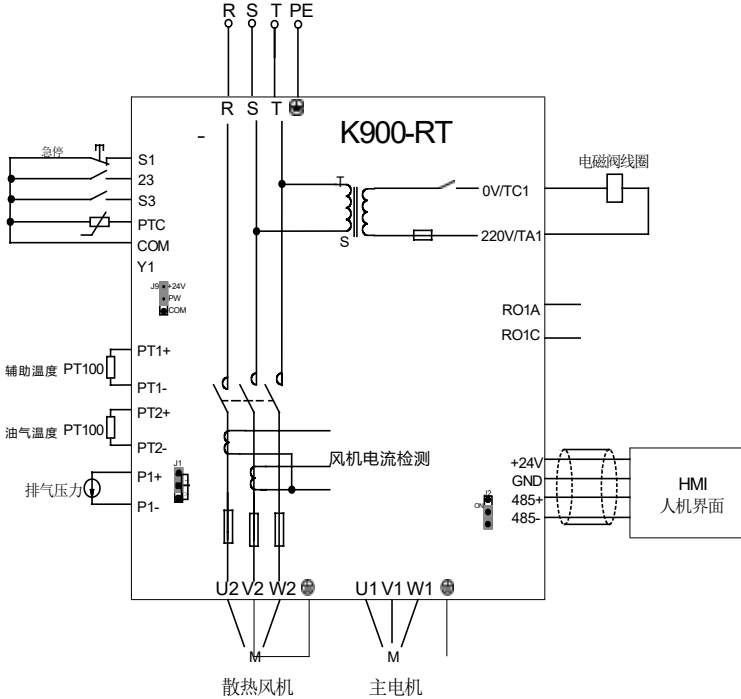 R S T PE
R S T
K900-RT
-
急停
S1
23
S3
PTC
COM
Y1
J9
+24V
PW
COM
T
S
0V/TC1
220V/TA1
电磁阀线圈
RO1A
RO1C
辅助温度 PT100
PT1+
PT1-
油气温度 PT100
PT2+
PT2-
排气压力
P1+
P1-
J1
风机电流检测
+24V
GND
485+
485-
ON
HMI
人机界面
U2 V2 W2
U1 V1 W1
M
M
散热风机
主电机